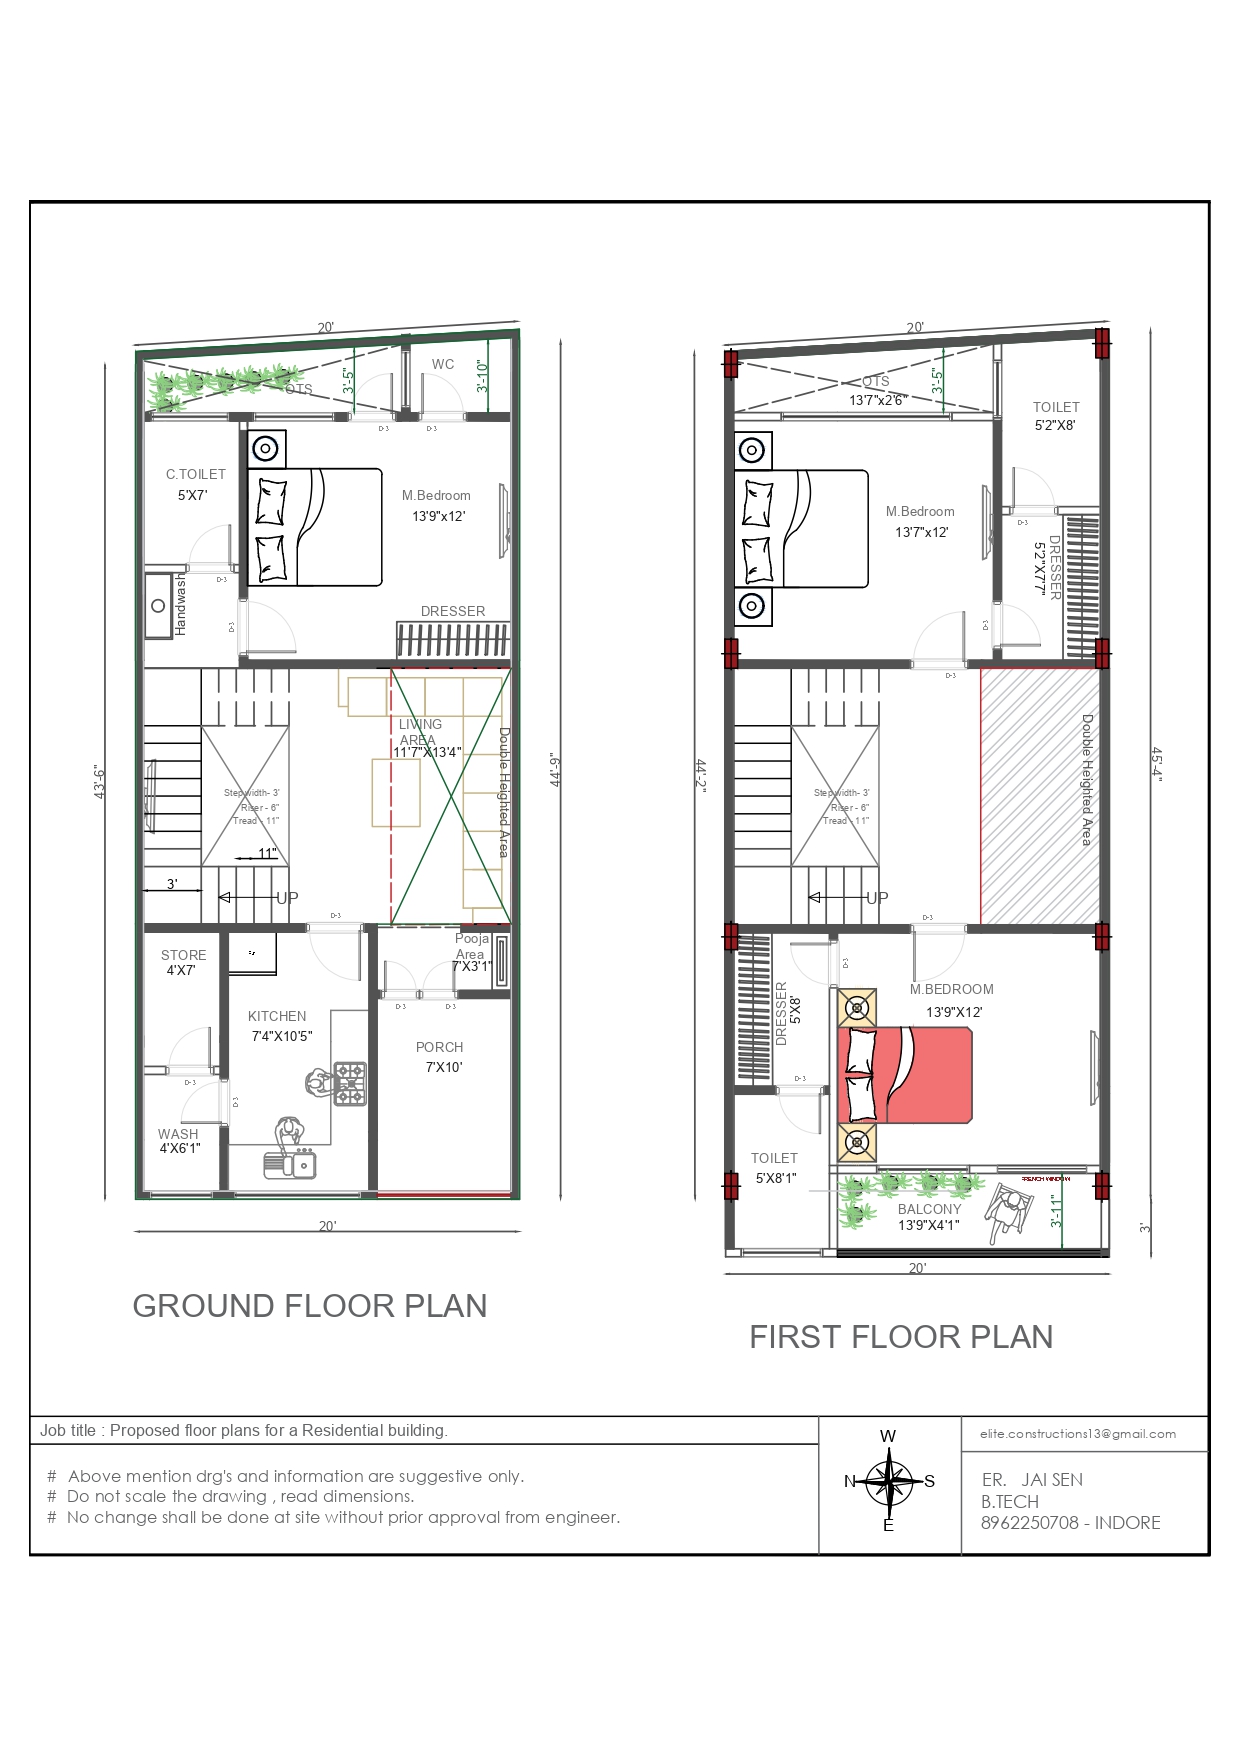 20'
OTS
3'-5"
WC
3'-10"
D-3
D-3
C.TOILET
5'X7'
M.Bedroom
13'9"x12'
D-3
Handwash
D-3
DRESSER
43'-6"
44'-9"
LIVING
AREA
11'7"X13'4"
Double Heighted Area
Stepwidth- 3'
Riser - 6"
Tread - 11"
11"
3'
UP
D-3
STORE
4'X7'
Pooja
Area
7'X3'1"
D-3
D-3
KITCHEN
7'4"X10'5"
PORCH
7'X10'
D-3
D-3
WASH
4'X6'1"
20'
GROUND FLOOR PLAN
20'
OTS
13'7"x2'6"
3'-5"
TOILET
5'2"X8'
M.Bedroom
13'7"x12'
D-3
DRESSER
5'2"X7'7"
D-3
D-3
44'-2"
45'-4"
Double Heighted Area
Stepwidth- 3'
Riser - 6"
Tread - 11"
UP
D-3
D-3
DRESSER
5'X8'
M.BEDROOM
13'9"X12'
D-3
TOILET
5'X8'1"
FRENCH WINDOW
BALCONY
13'9"X4'1"
3'-11"
3'
20'
FIRST FLOOR PLAN
Job title : Proposed floor plans for a Residential building.
# Above mention drg's and information are suggestive only.
# Do not scale the drawing , read dimensions.
# No change shall be done at site without prior approval from engineer.
W
N
S
E
elite.constructions13@gmail.com
ER. JAI SEN
B.TECH
8962250708 - INDORE